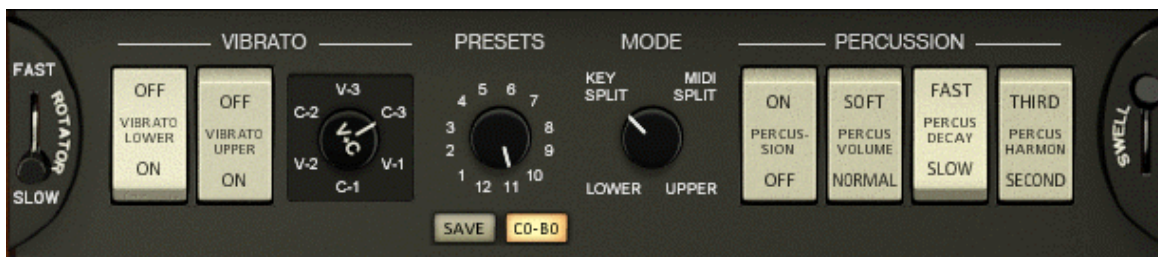 VIBRATO
PRESETS
MODE
PERCUSSION
FAST
ROTATOR
SLOW
OFF
VIBRATO
LOWER
ON
OFF
VIBRATO
UPPER
ON
V-3
C-2
C-3
V-2
V-1
C-1
V•C
5 6
4 7
3 8
2 9
1 10
12 11
SAVE
CO-BO
KEY
SPLIT
MIDI
SPLIT
LOWER
UPPER
ON
PERCUS-
SION
OFF
SOFT
PERCUS
VOLUME
NORMAL
FAST
PERCUS
DECAY
SLOW
THIRD
PERCUS
HARMON
SECOND
SWELL